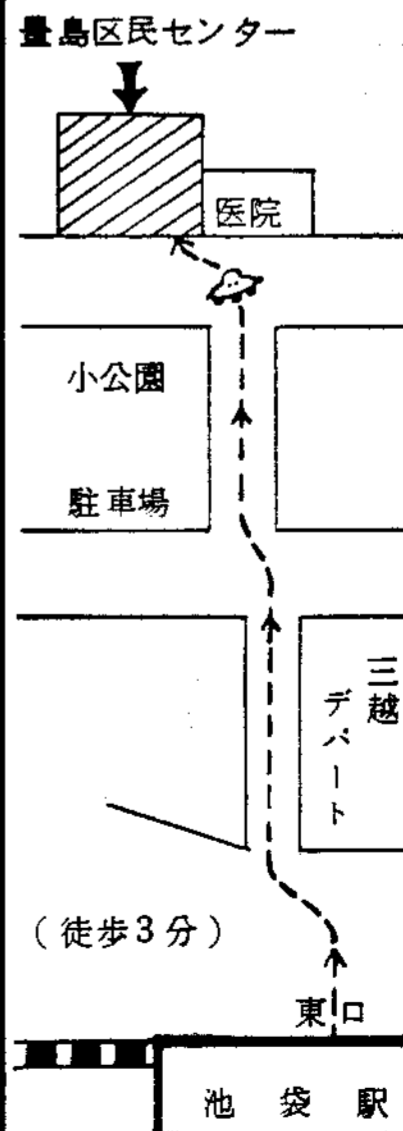 豊島区民センター
医院
小公園
駐車場
三越
デパート
(徒歩3分)
東口
池袋駅